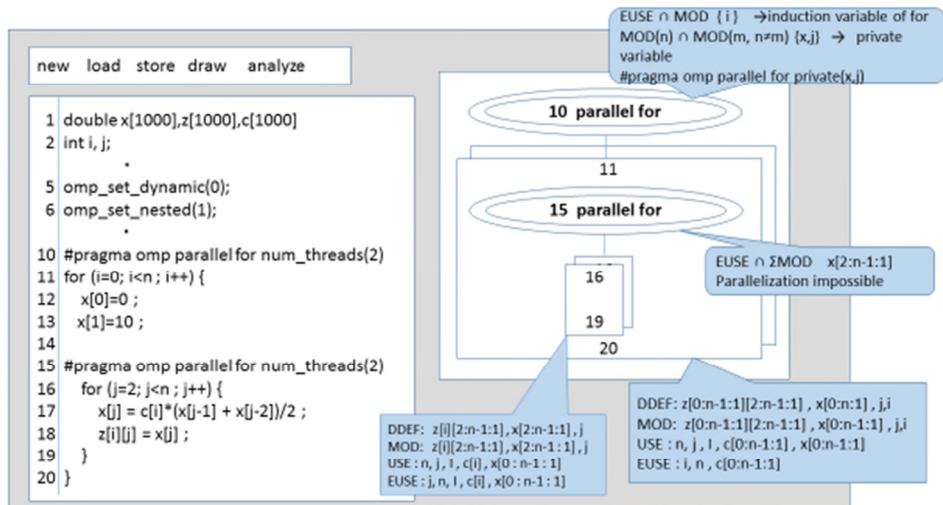 EUSE ∩ MOD { i } →induction variable of for
MOD(n) ∩ MOD(m, n≠m) {x,j} → private
variable
#pragma omp parallel for private(x,j)
new load store draw analyze
1 double x[1000],z[1000],c[1000]
2 int i, j;
.
5 omp_set_dynamic(0);
6 omp_set_nested(1);
.
10 #pragma omp parallel for num_threads(2)
11 for (i=0; i<n ; i++) {
12 x[0]=0 ;
13 x[1]=10 ;
14
15 #pragma omp parallel for num_threads(2)
16 for (j=2; j<n ; j++) {
17 x[j] = c[i]*(x[j-1] + x[j-2])/2 ;
18 z[i][j] = x[j] ;
19 }
20 }
10 parallel for
11
15 parallel for
16
19
20
EUSE ∩ ΣMOD x[2:n-1:1]
Parallelization impossible
DDEF: z[i][2:n-1:1] , x[2:n-1:1] , j
MOD: z[i][2:n-1:1] , x[2:n-1 : 1] , j
USE : n, j , I , c[i] , x[0 : n-1 : 1]
EUSE : j, n, I , c[i] , x[0 : n-1 : 1]
DDEF: z[0:n-1:1][2:n-1:1] , x[0:n:1] , j,i
MOD: z[0:n-1:1][2:n-1:1] , x[0:n-1:1] , j,i
USE : n, j , I , c[0:n-1:1] , x[0:n-1:1]
EUSE : i, n , c[0:n-1:1]